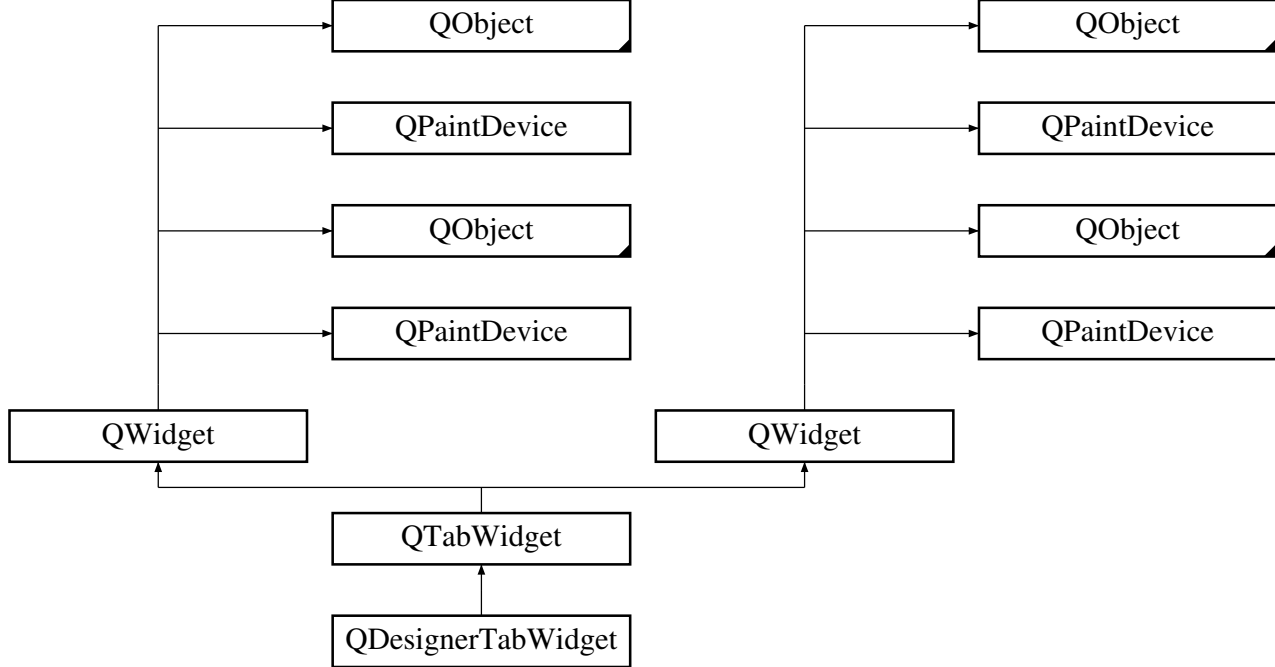 QObject
QObject
QPaintDevice
QPaintDevice
QObject
QObject
QPaintDevice
QPaintDevice
QWidget
QWidget
QTabWidget
QDesignerTabWidget